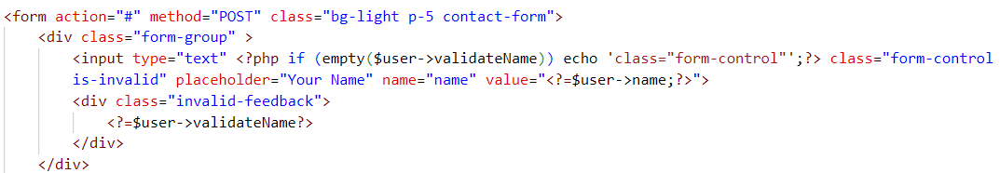 <form action="#" method="POST" class="bg-light p-5 contact-form">
<div class="form-group" >
<input type="text" <?php if (empty($user->validateName)) echo 'class="form-control"';?> class="form-control
is-invalid" placeholder="Your Name" name="name" value="<?=$user->name;?>">
<div class="invalid-feedback">
<?=$user->validateName?>
</div>
</div>